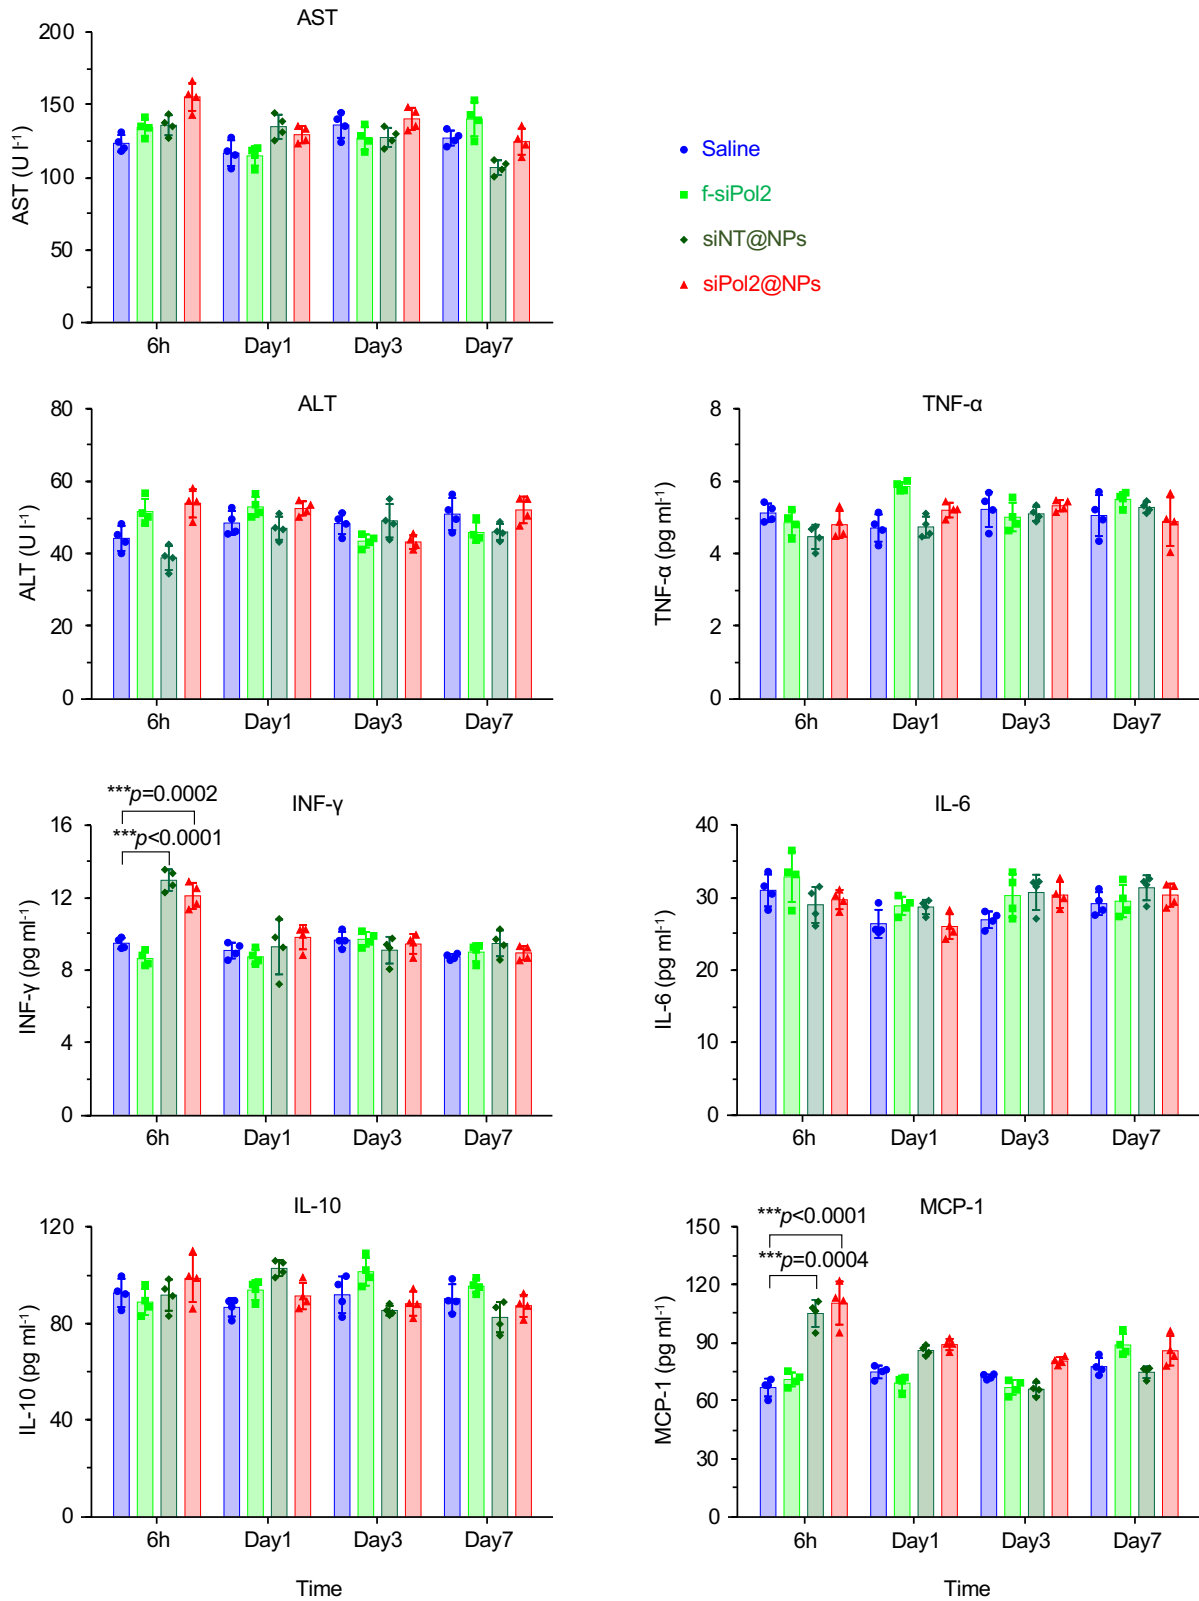 AST
200
150
100
50
0
AST (U l-1)
6h Day1 Day3 Day7
Saline
f-siPol2
siNT@NPs
siPol2@NPs
ALT
80
60
40
20
0
ALT (U l-1)
6h Day1 Day3 Day7
TNF-α
8
6
4
2
0
TNF-α (pg ml-1)
6h Day1 Day3 Day7
***p=0.0002
***p<0.0001
INF-γ
16
12
8
4
0
INF-γ (pg ml-1)
6h Day1 Day3 Day7
IL-6
40
30
20
10
0
IL-6 (pg ml-1)
6h Day1 Day3 Day7
IL-10
120
80
40
0
IL-10 (pg ml-1)
6h Day1 Day3 Day7
Time
MCP-1
***p<0.0001
***p=0.0004
150
120
90
60
30
0
MCP-1 (pg ml-1)
6h Day1 Day3 Day7
Time